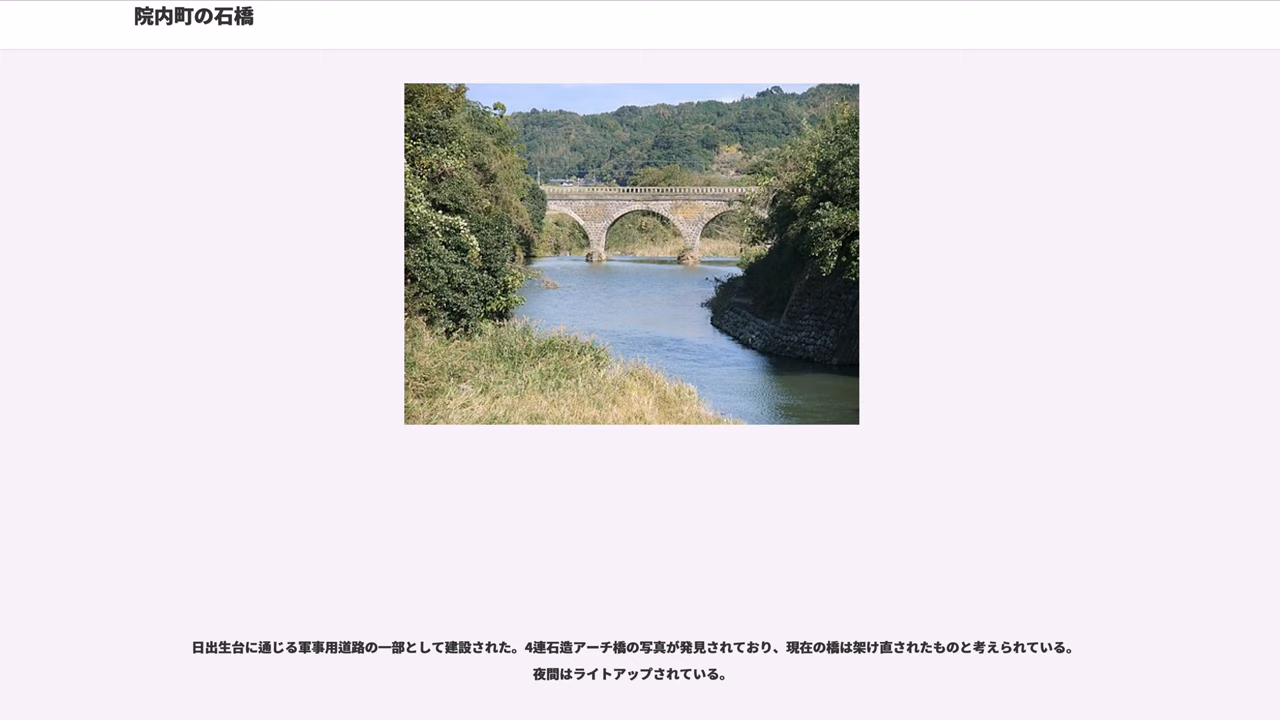 院内町の石橋
日出生台に通じる軍事用道路の一部として建設された。4連石造アーチ橋の写真が発見されており、現在の橋は架け直されたものと考えられている。
夜間はライトアップされている。